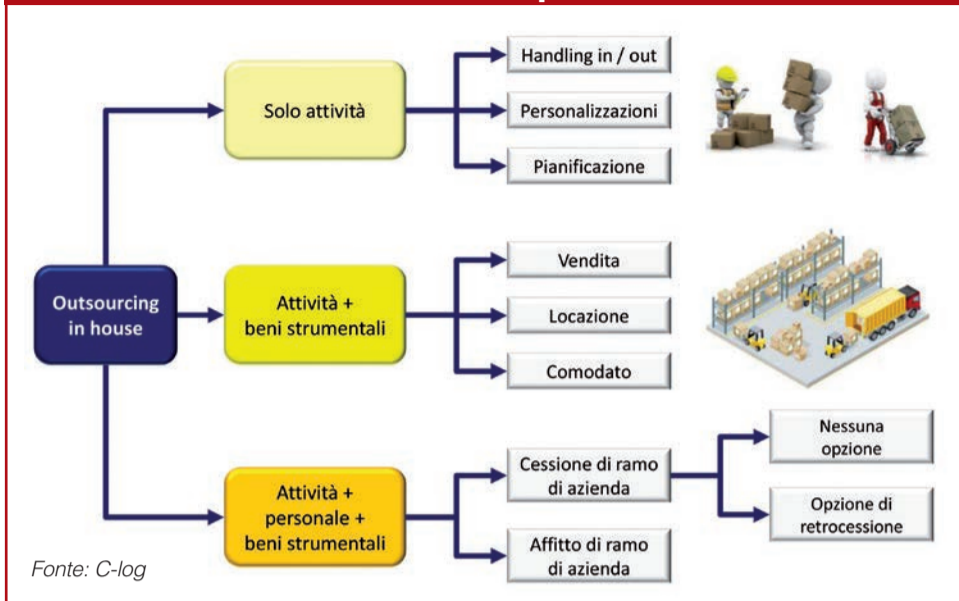 Outsourcing
in house
Solo attività
Handling in / out
Personalizzazioni
Pianificazione
Attività +
beni strumentali
Vendita
Locazione
Comodato
Attività +
personale +
beni strumentali
Cessione di ramo
di azienda
Affitto di ramo
di azienda
Nessuna
opzione
Opzione di
retrocessione
Fonte: C-log